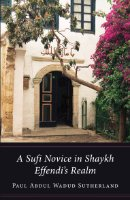 A Sufi Novice in Shaykh
Effendi's Realm
Paul Abdul Wadud Sutherland